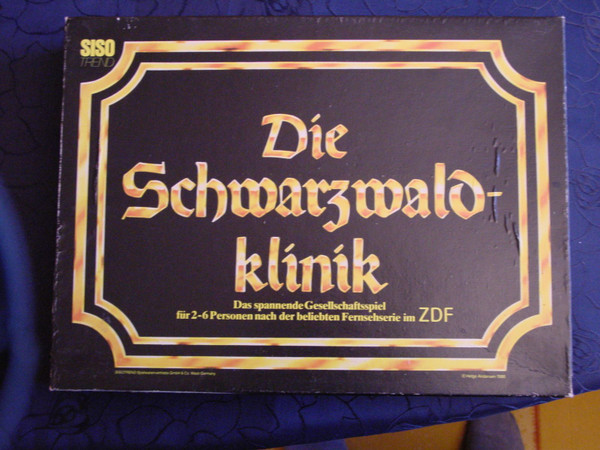 SiSO
TREND
Die
Schwarzwald-
klinik
Das spannende Gesellschaftsspiel
für 2-6 Personen nach der beliebten Fernsehserie im ZDF